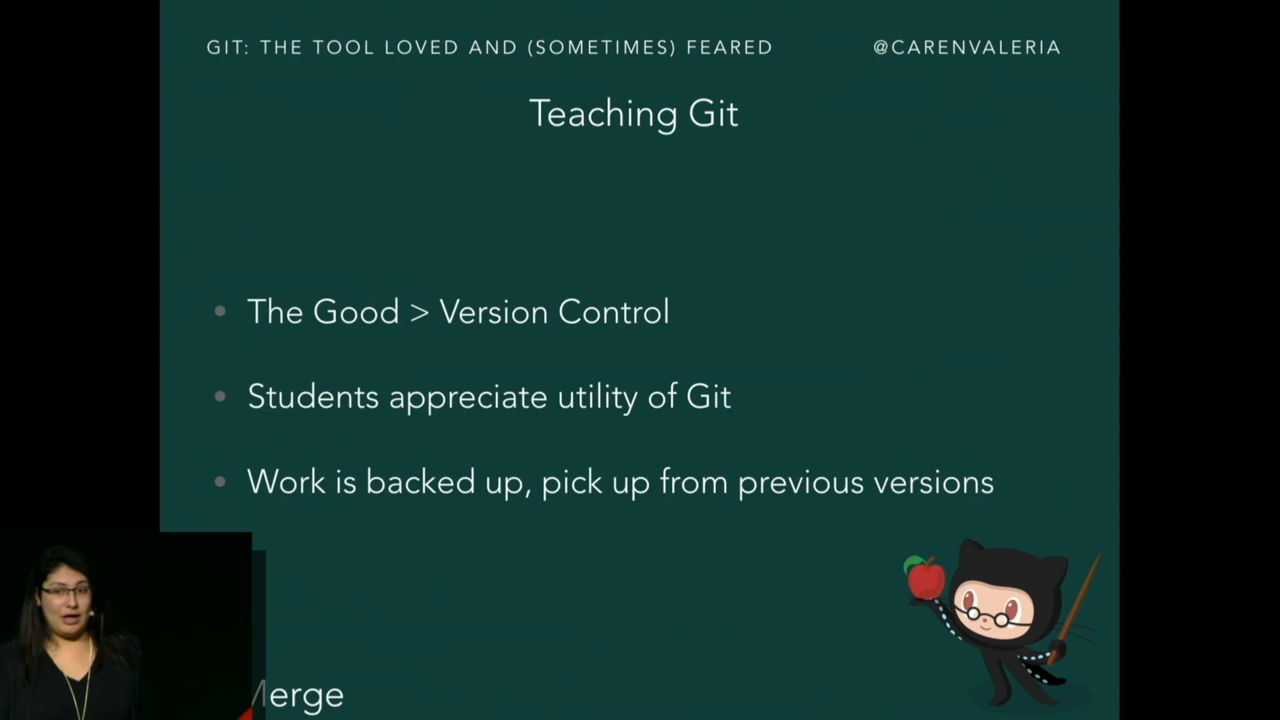 GIT: THE TOOL LOVED AND (SOMETIMES) FEARED
@CARENVALERIA
Teaching Git
• The Good > Version Control
• Students appreciate utility of Git
• Work is backed up, pick up from previous versions
Merge